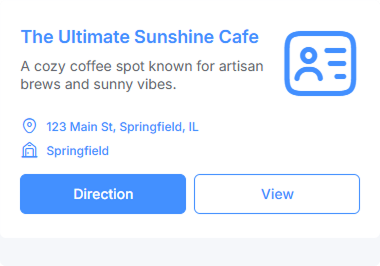 The Ultimate Sunshine Cafe
A cozy coffee spot known for artisan
brews and sunny vibes.
123 Main St, Springfield, IL
Springfield
Direction
View